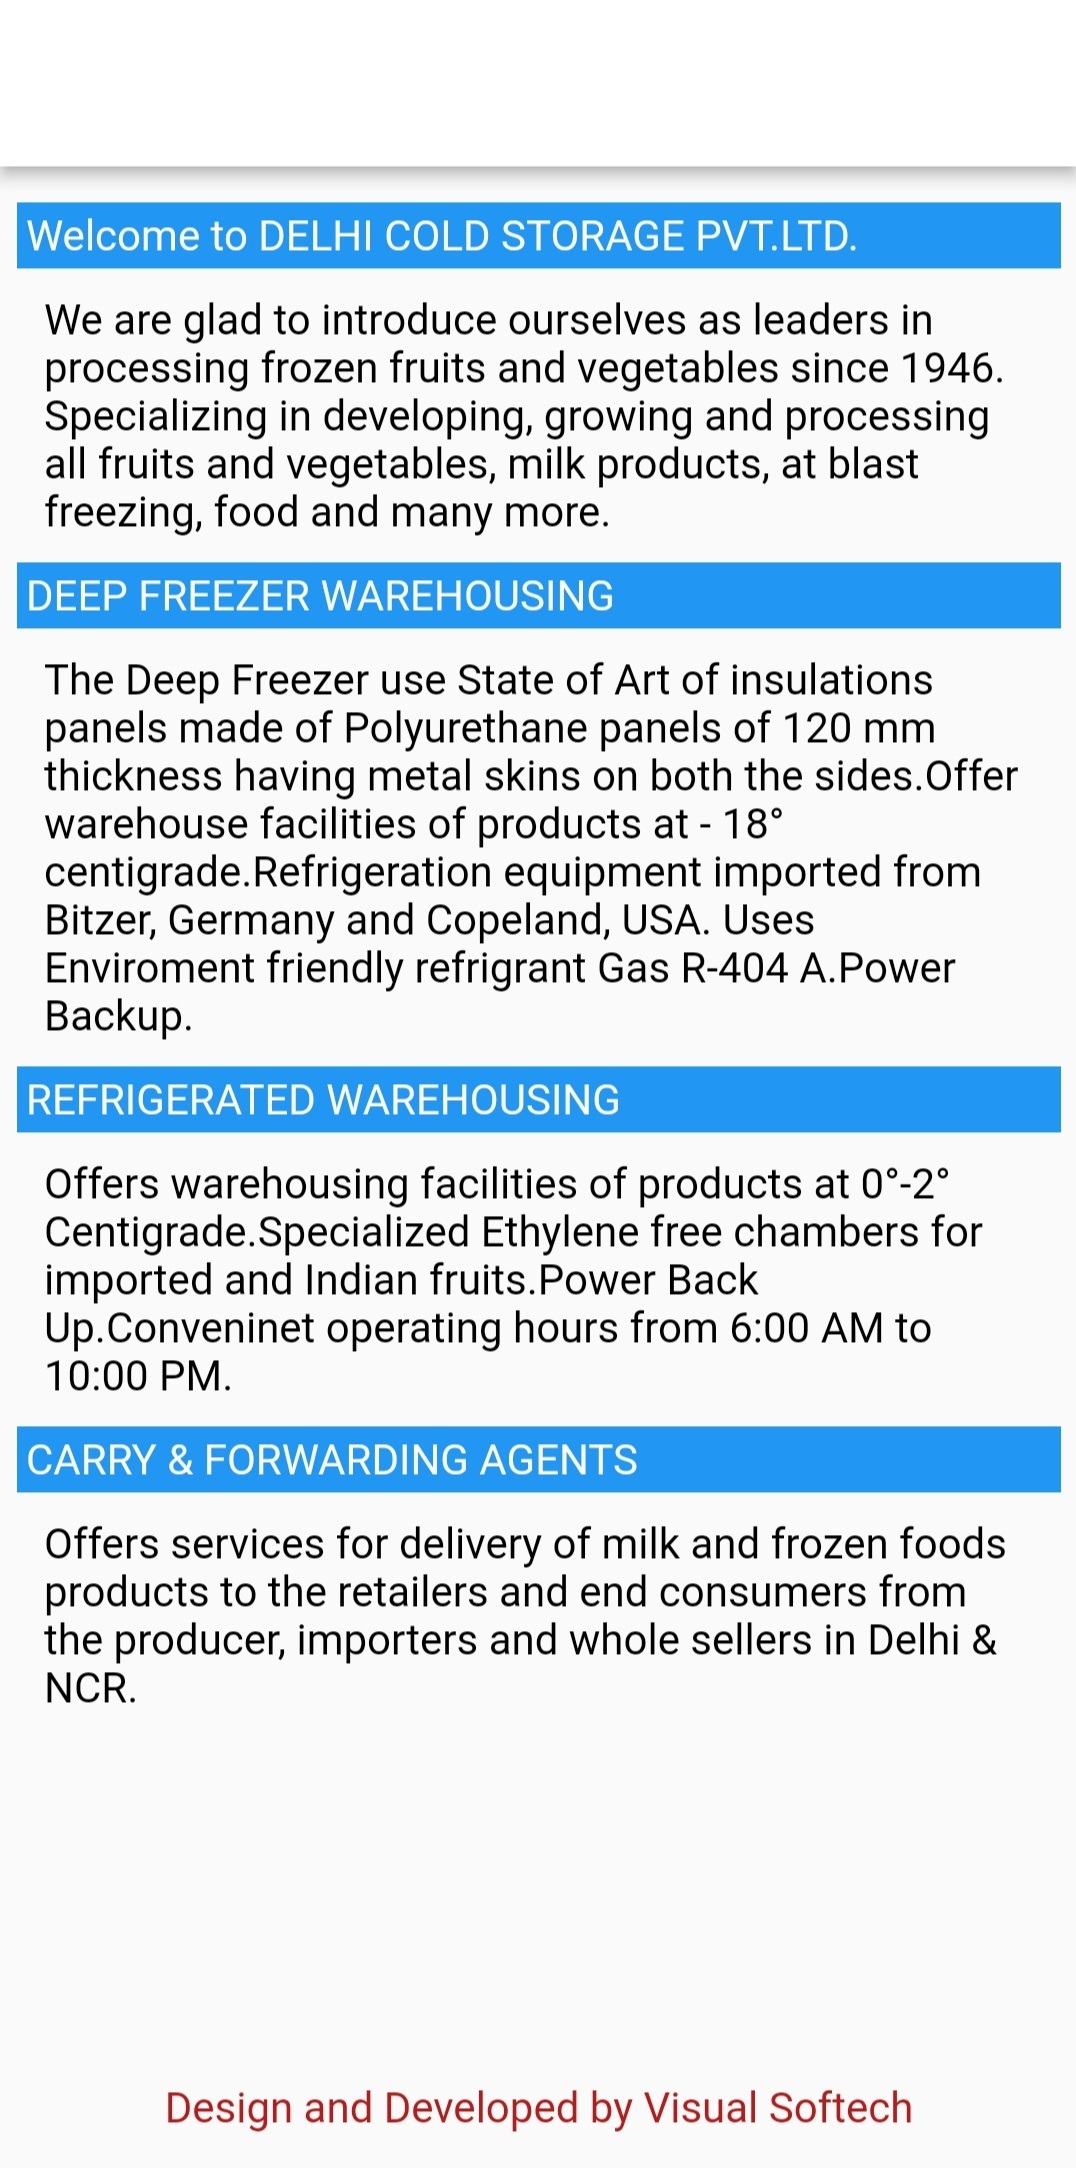 Welcome to DELHI COLD STORAGE PVT.LTD.
We are glad to introduce ourselves as leaders in
processing frozen fruits and vegetables since 1946.
Specializing in developing, growing and processing
all fruits and vegetables, milk products, at blast
freezing, food and many more.
DEEP FREEZER WAREHOUSING
The Deep Freezer use State of Art of insulations
panels made of Polyurethane panels of 120 mm
thickness having metal skins on both the sides.Offer
warehouse facilities of products at - 18°
centigrade.Refrigeration equipment imported from
Bitzer, Germany and Copeland, USA. Uses
Enviroment friendly refrigrant Gas R-404 A.Power
Backup.
REFRIGERATED WAREHOUSING
Offers warehousing facilities of products at 0°-2°
Centigrade.Specialized Ethylene free chambers for
imported and Indian fruits.Power Back
Up.Conveninet operating hours from 6:00 AM to
10:00 PM.
CARRY & FORWARDING AGENTS
Offers services for delivery of milk and frozen foods
products to the retailers and end consumers from
the producer, importers and whole sellers in Delhi &
NCR.
Design and Developed by Visual Softech